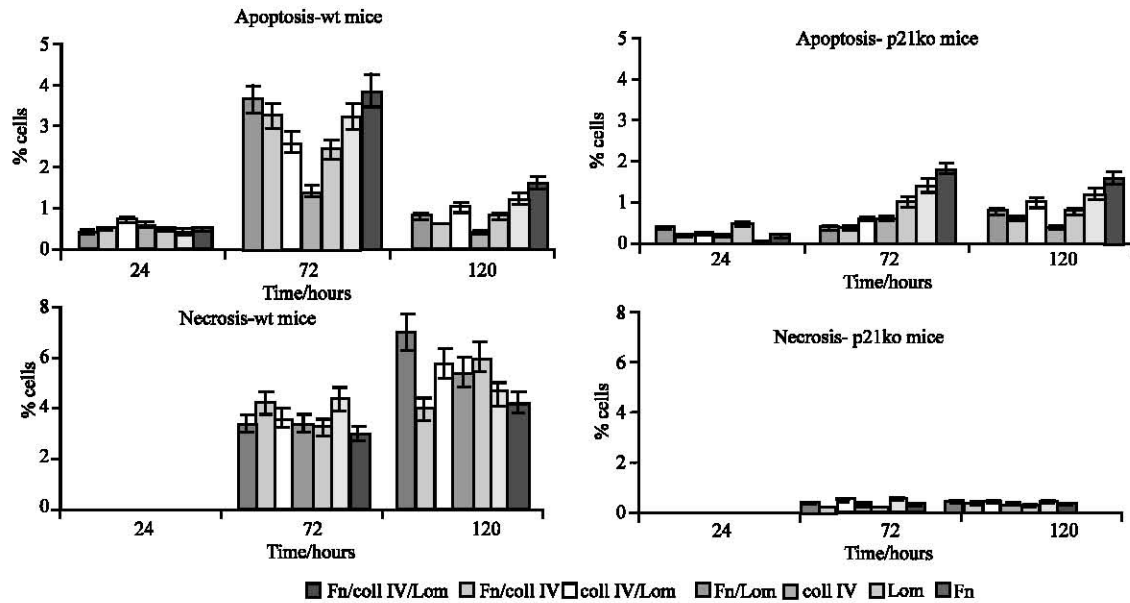 Apoptosis-wt mice
5
4
3
2
1
0
% cells
24 72 120
Time/hours
Apoptosis- p21ko mice
5
4
3
2
1
0
% cells
24 72 120
Time/hours
Necrosis-wt mice
8
6
4
2
0
% cells
24 72 120
Time/hours
Necrosis- p21ko mice
8
6
4
2
0
% cells
24 72 120
Time/hours
Fn/coll IV/Lom Fn/coll IV coll IV/Lom Fn/Lom coll IV Lom Fn